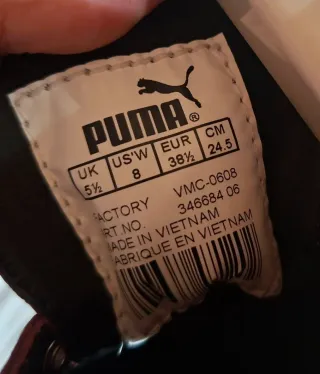 PUMA®
UK US'W EUR CM
5½ 8 38½ 24.5
FACTORY VMC-0608
ART.NO. 346684 06
MADE IN VIETNAM
FABRIQUE EN VIETNAM